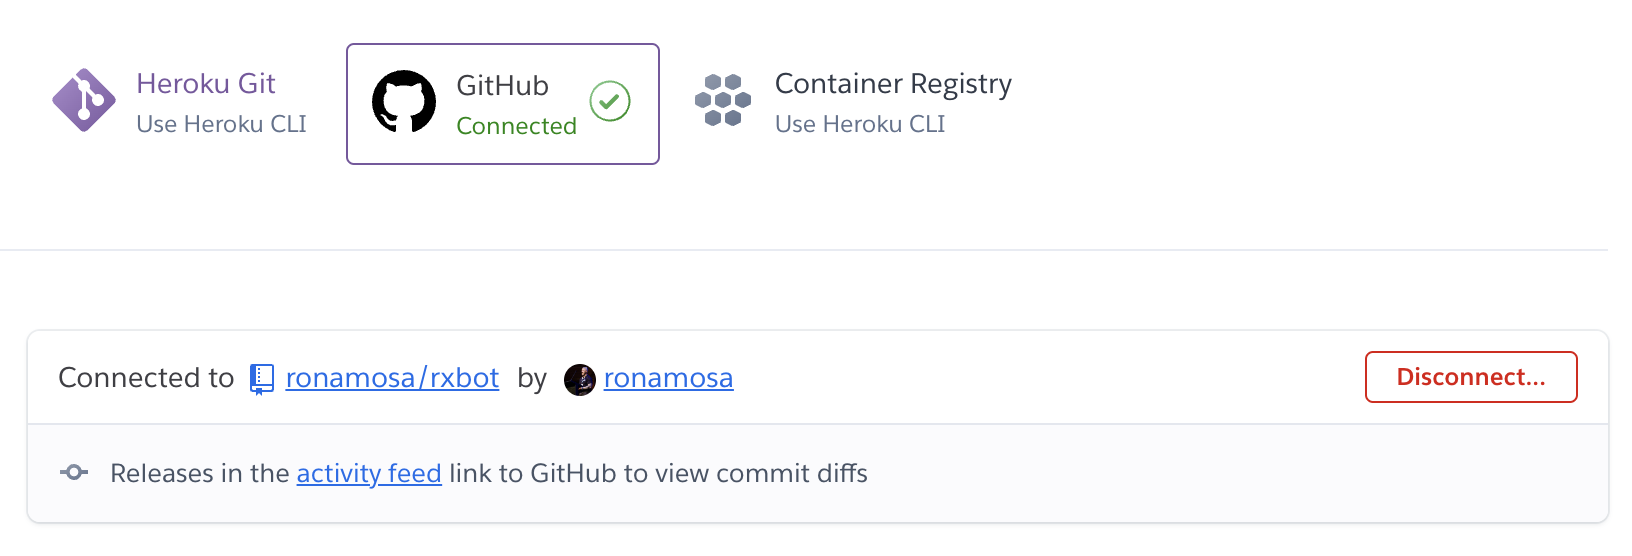 Heroku Git
Use Heroku CLI
GitHub
Connected
Container Registry
Use Heroku CLI
Connected to ronamosa/rxbot by ronamosa
Disconnect...
Releases in the activity feed link to GitHub to view commit diffs